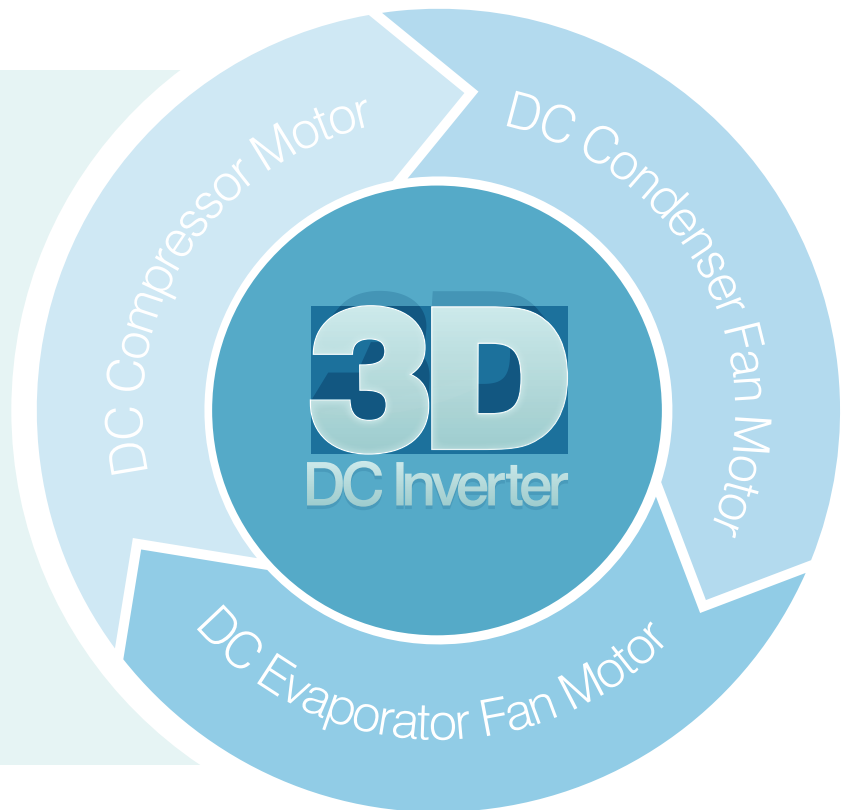 DC Compressor Motor
DC Condenser Fan Motor
3D
DC Inverter
DC Evaporator Fan Motor